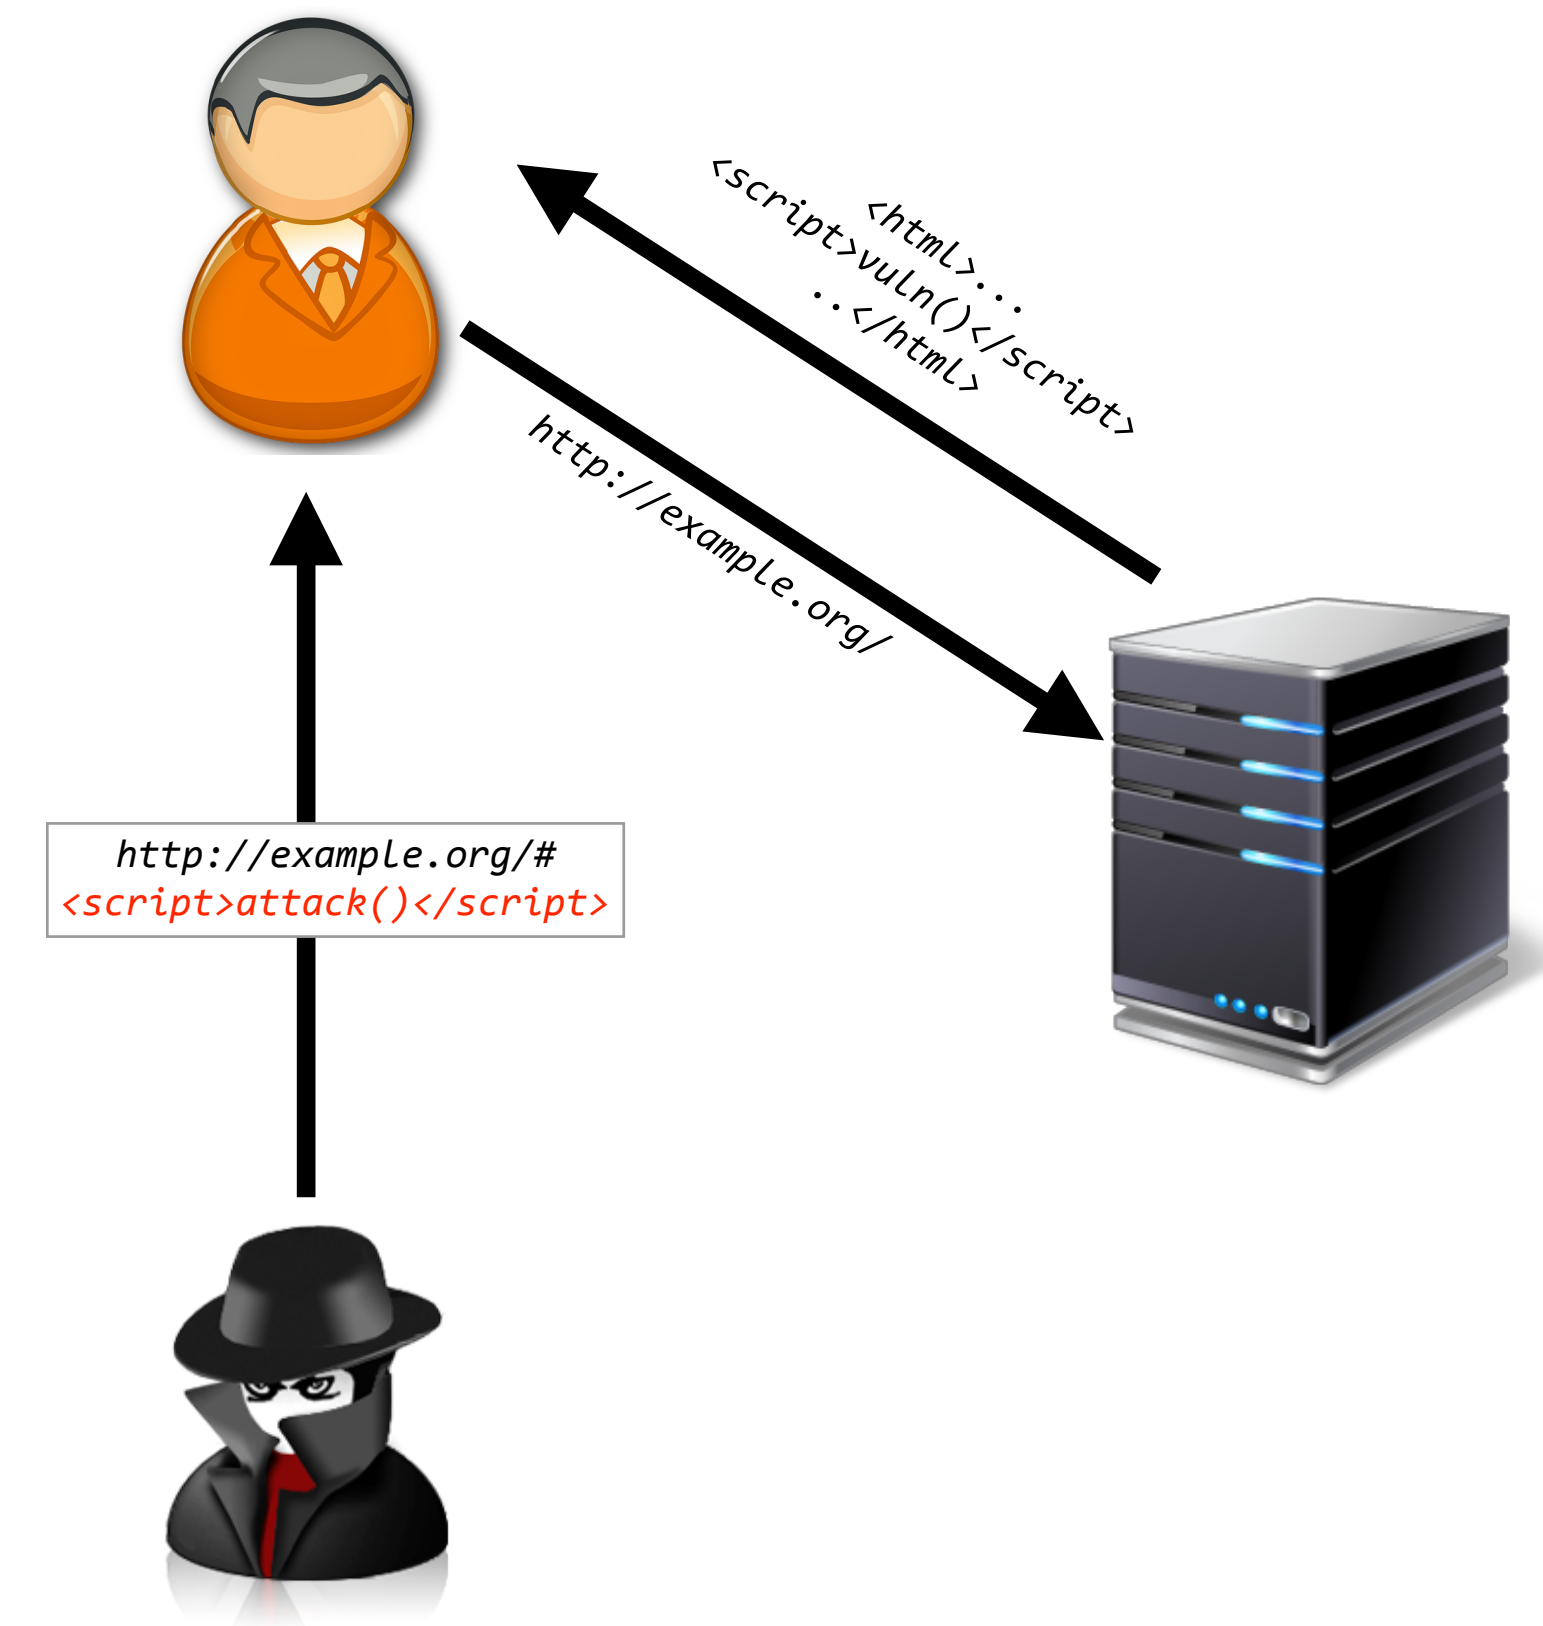 <html>...
<script>vuln()</script>
..</html>
http://example.org/
http://example.org/#
<script>attack()</script>